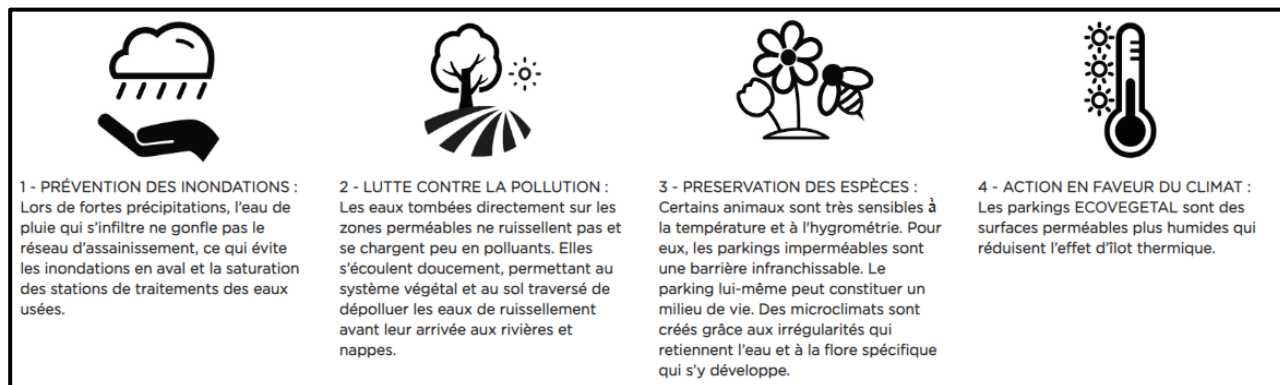 1 - PRÉVENTION DES INONDATIONS :
Lors de fortes précipitations, l'eau de
pluie qui s'infiltre ne gonfle pas le
réseau d'assainissement, ce qui évite
les inondations en aval et la saturation
des stations de traitements des eaux
usées.
2 - LUTTE CONTRE LA POLLUTION :
Les eaux tombées directement sur les
zones perméables ne ruissellent pas et
se chargent peu en polluants. Elles
s'écoulent doucement, permettant au
système végétal et au sol traversé de
dépolluer les eaux de ruissellement
avant leur arrivée aux rivières et
nappes.
3 - PRESERVATION DES ESPÈCES :
Certains animaux sont très sensibles à
la température et à l'hygrométrie. Pour
eux, les parkings imperméables sont
une barrière infranchissable. Le
parking lui-même peut constituer un
milieu de vie. Des microclimats sont
créés grâce aux irrégularités qui
retiennent l'eau et à la flore spécifique
qui s'y développe.
4 - ACTION EN FAVEUR DU CLIMAT :
Les parkings ECOVEGETAL sont des
surfaces perméables plus humides qui
réduisent l'effet d'îlot thermique.